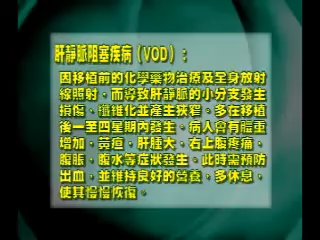 肝靜脈阻塞疾病（VOD）：
因移植前的化學藥物治療及全身放射
線照射，而導致肝靜脈的小分支發生
損傷，纖維化並產生狹窄，多在移植
後一至四星期內發生，病人會有體重
增加，黃疸，肝腫大，右上腹疼痛，
腹脹，腹水等症狀發生，此時需預防
出血，並維持良好的營養，多休息，
使其慢慢恢復。